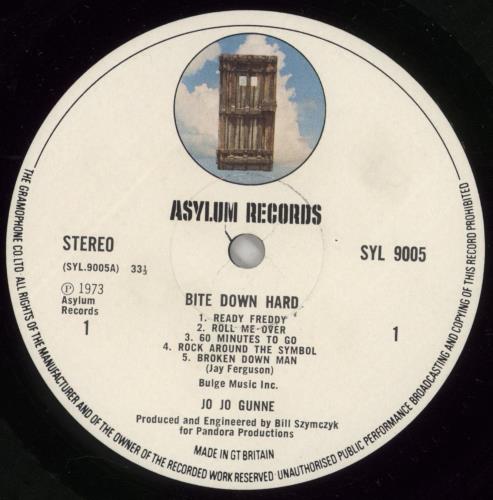 ASYLUM RECORDS
STEREO
SYL 9005
(SYL.9005A) 33⅓
Ⓟ 1973
Asylum
Records
1
1
BITE DOWN HARD
1. READY FREDDY
2. ROLL ME OVER
3. 60 MINUTES TO GO
4. ROCK AROUND THE SYMBOL
5. BROKEN DOWN MAN
(Jay Ferguson)
Bulge Music Inc.
JO JO GUNNE
Produced and Engineered by Bill Szymczyk
for Pandora Productions
MADE IN GT BRITAIN
THE GRAMOPHONE CO.LTD. ALL RIGHTS OF THE MANUFACTURER AND OF THE OWNER OF THE RECORDED WORK RESERVED · UNAUTHORISED PUBLIC PERFORMANCE BROADCASTING AND COPYING OF THIS RECORD PROHIBITED